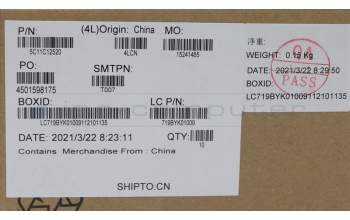 P/N: (4L)Origin: China MO:
5C11C12520 4LCN 15241485
PO: SMTPN:
4501598175 T007
BOXID: LC P/N:
LC719BYK01009112101135 719BYK01009
DATE: 2021/3/22 8:23:11 QTY:
10
Contains Merchandise From : China
SHIPTO:CN
净重:
WEIGHT: 0.18 Kg
DATE 2021/3/22 8:29:50
BOXID:
LC719BYK01009112101135
QA
PASS